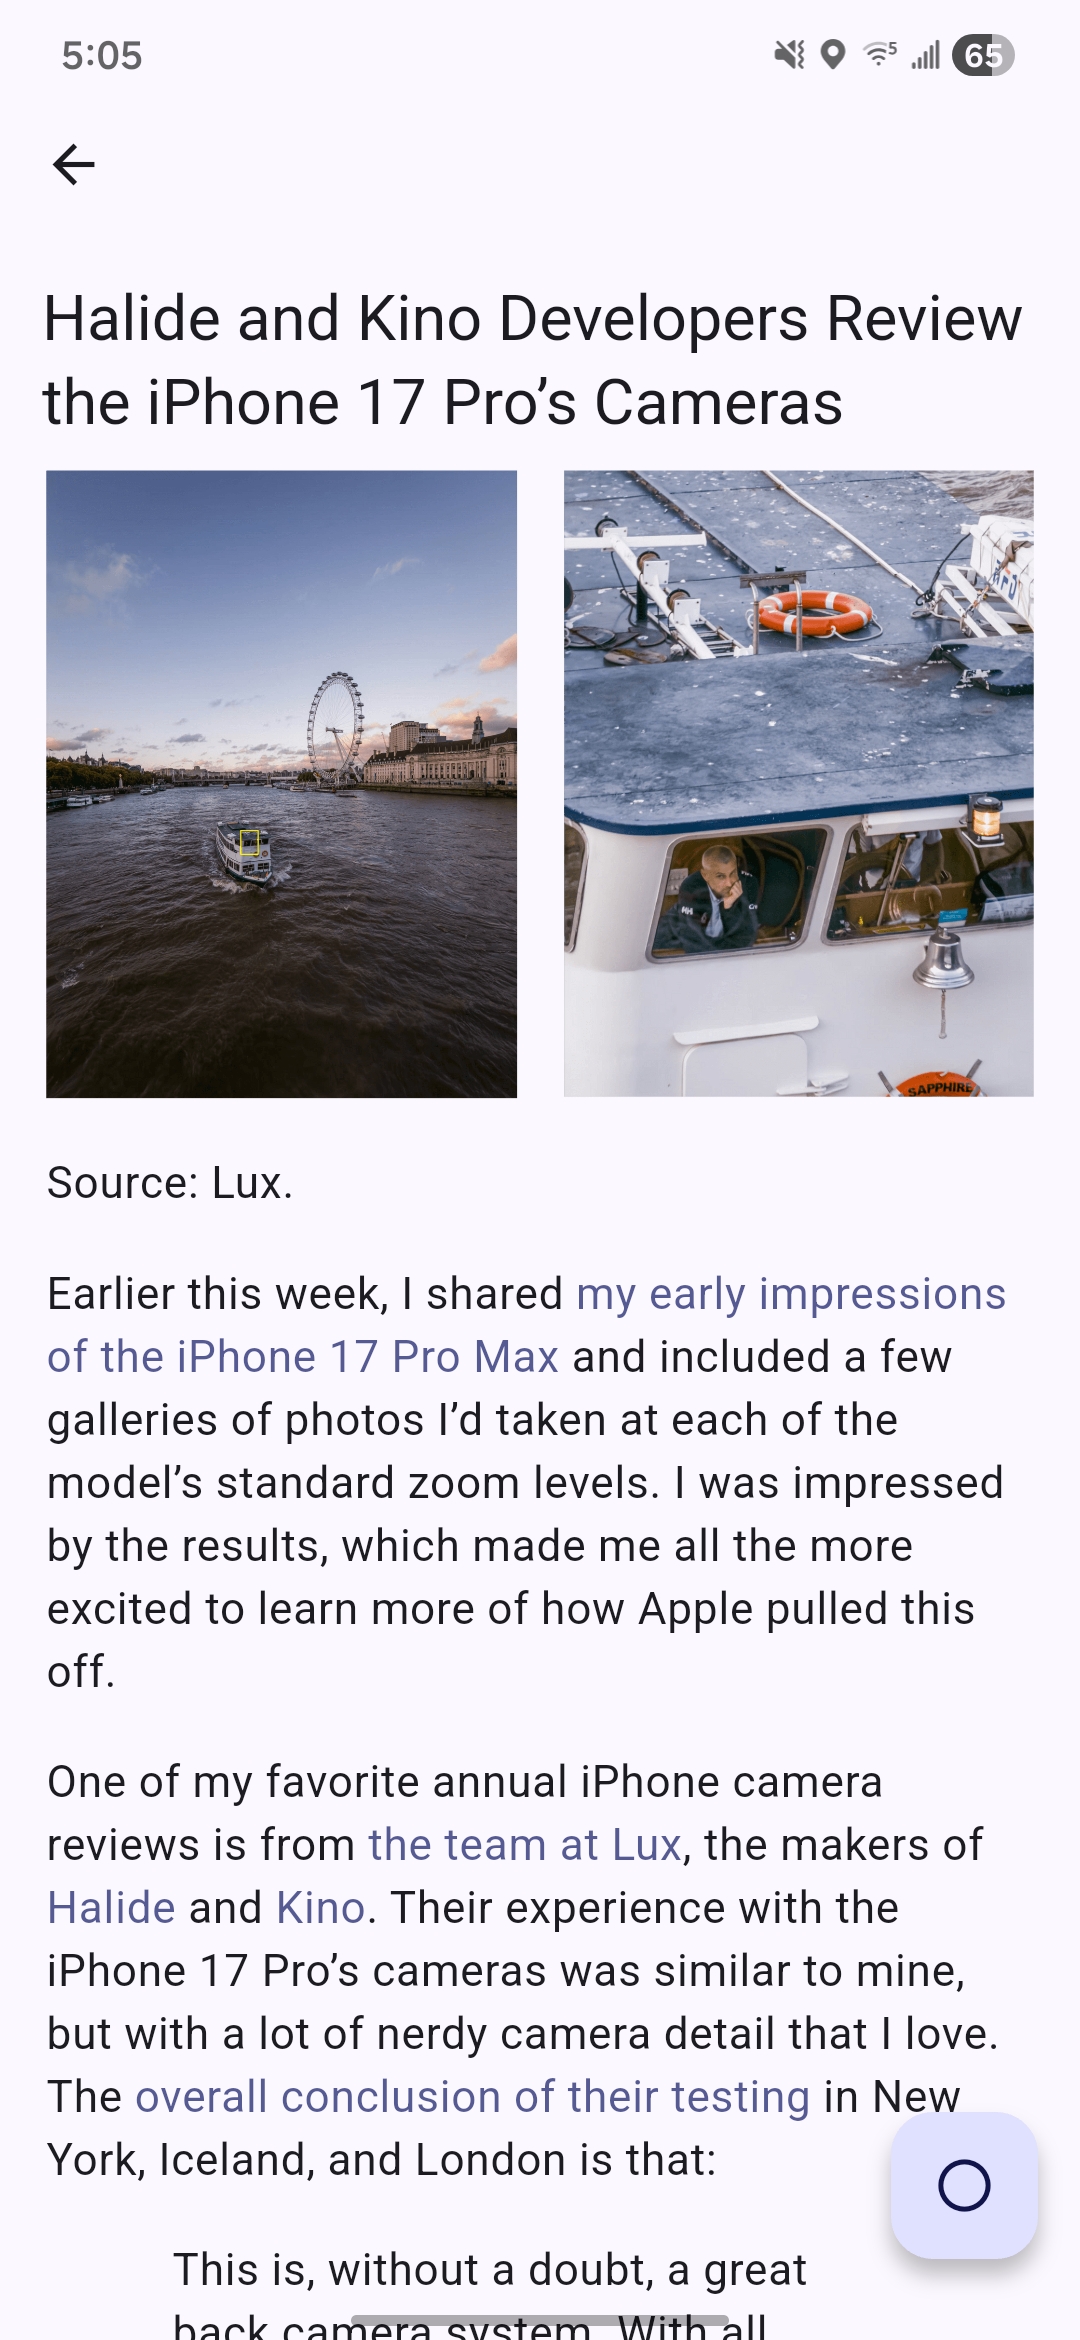 5:05
5
65
Halide and Kino Developers Review
the iPhone 17 Pro’s Cameras
SAPPHIRE
Source: Lux.
Earlier this week, I shared my early impressions
of the iPhone 17 Pro Max and included a few
galleries of photos I’d taken at each of the
model’s standard zoom levels. I was impressed
by the results, which made me all the more
excited to learn more of how Apple pulled this
off.
One of my favorite annual iPhone camera
reviews is from the team at Lux, the makers of
Halide and Kino. Their experience with the
iPhone 17 Pro’s cameras was similar to mine,
but with a lot of nerdy camera detail that I love.
The overall conclusion of their testing in New
York, Iceland, and London is that:
This is, without a doubt, a great
back camera system. With all